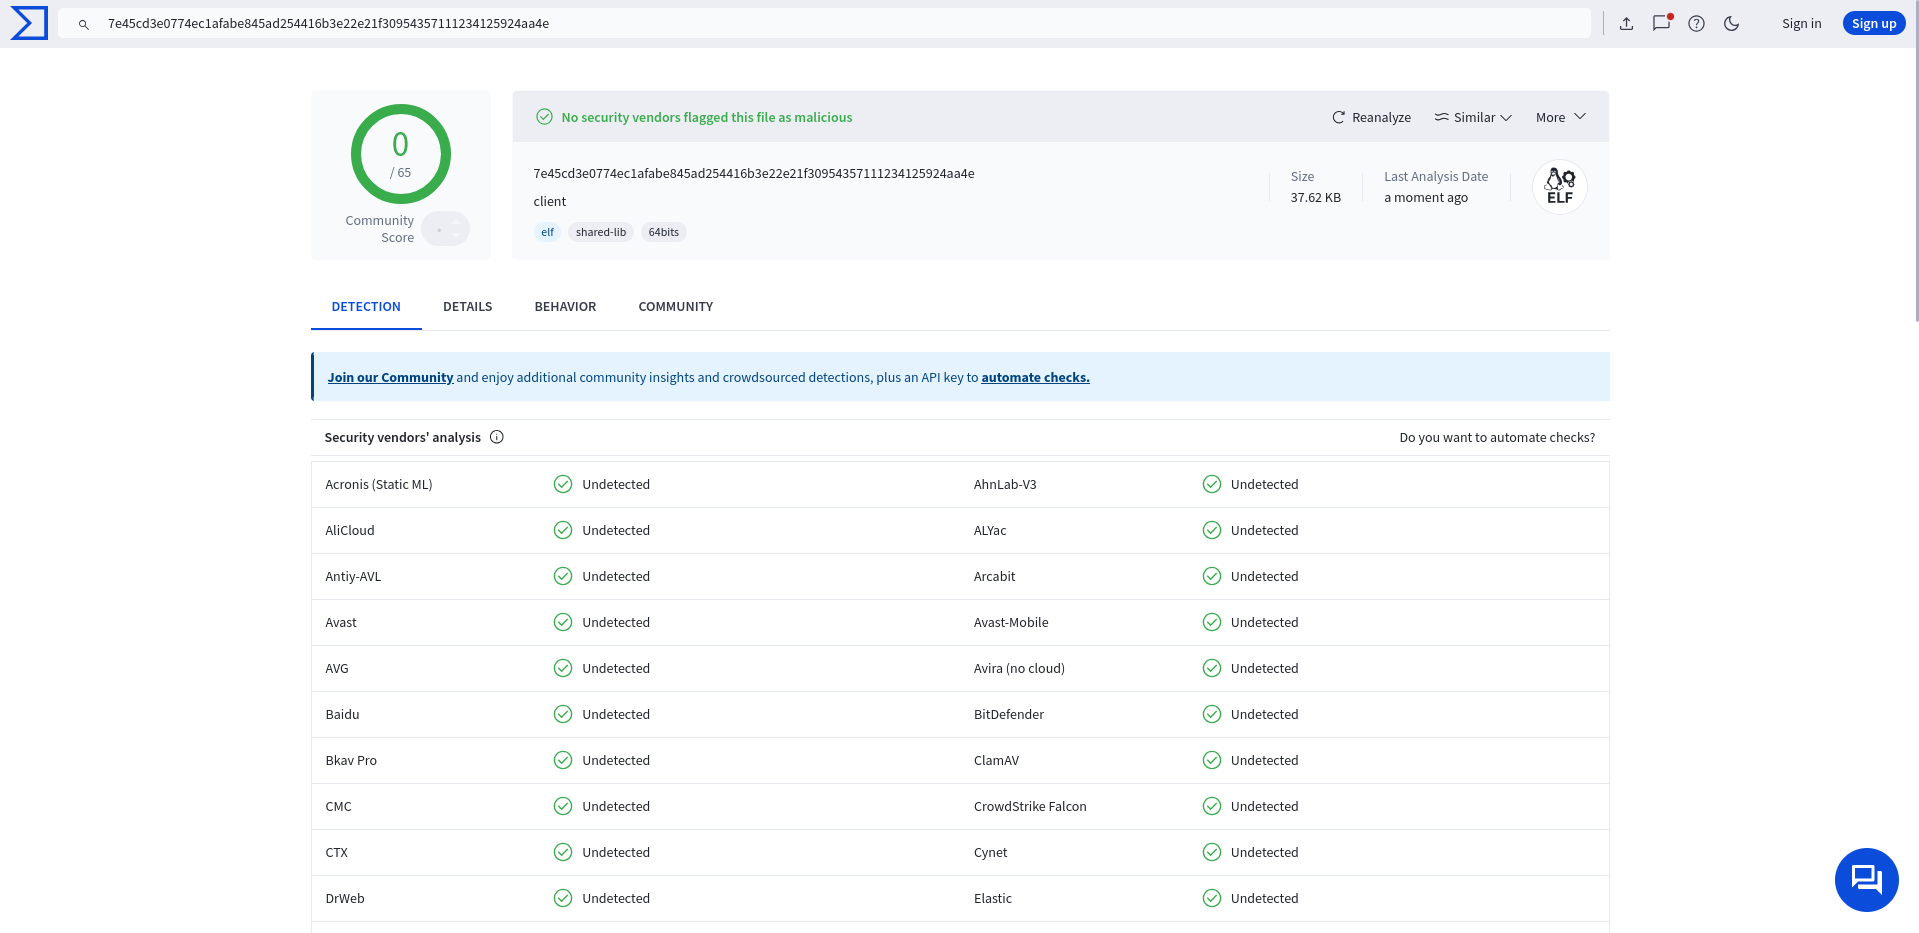 7e45cd3e0774ec1afabe845ad254416b3e22e21f30954357111234125924aa4e
Sign in
Sign up
0
/ 65
Community
Score
No security vendors flagged this file as malicious
Reanalyze
Similar
More
7e45cd3e0774ec1afabe845ad254416b3e22e21f30954357111234125924aa4e
client
elf
shared-lib
64bits
Size
37.62 KB
Last Analysis Date
a moment ago
ELF
DETECTION
DETAILS
BEHAVIOR
COMMUNITY
Join our Community and enjoy additional community insights and crowdsourced detections, plus an API key to automate checks.
Security vendors' analysis
Do you want to automate checks?
Acronis (Static ML) Undetected AhnLab-V3 Undetected
AliCloud Undetected ALYac Undetected
Antiy-AVL Undetected Arcabit Undetected
Avast Undetected Avast-Mobile Undetected
AVG Undetected Avira (no cloud) Undetected
Baidu Undetected BitDefender Undetected
Bkav Pro Undetected ClamAV Undetected
CMC Undetected CrowdStrike Falcon Undetected
CTX Undetected Cynet Undetected
DrWeb Undetected Elastic Undetected